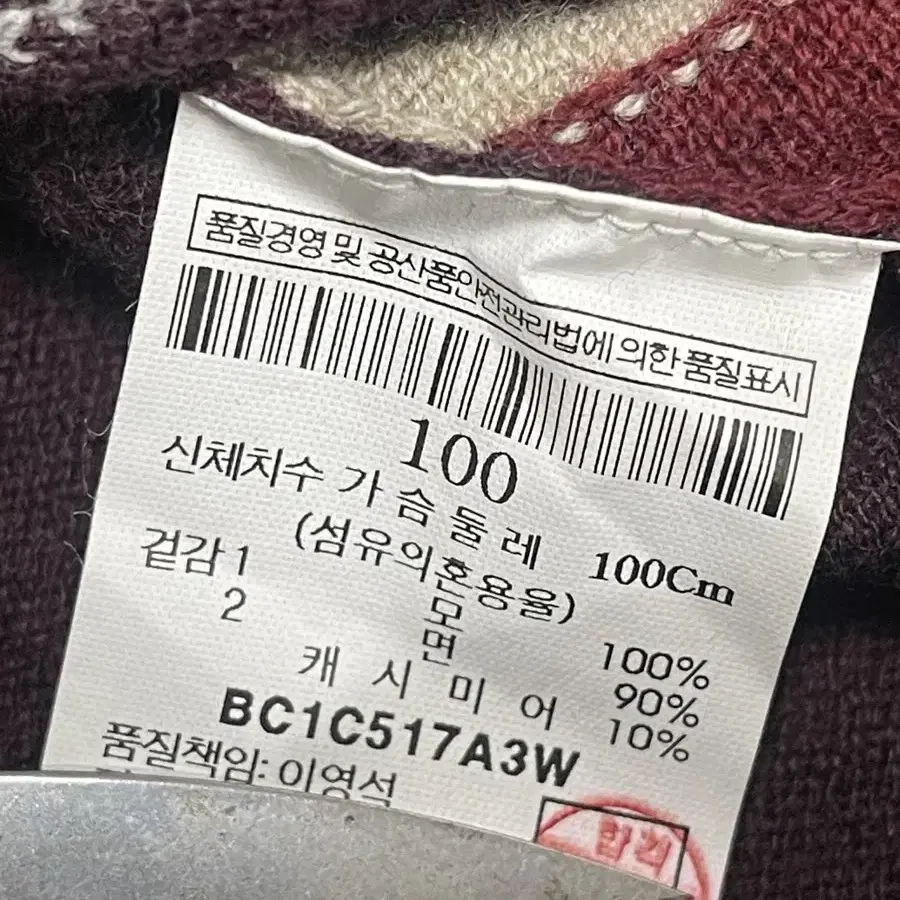 품질경영 및 공산품안전관리법에 의한 품질표시
100
신체치수 가슴둘레 100Cm
(섬유의혼용율)
겉감 1 모 100%
2 면 90%
캐시미어 10%
BC1C517A3W
품질책임: 이영석
합격